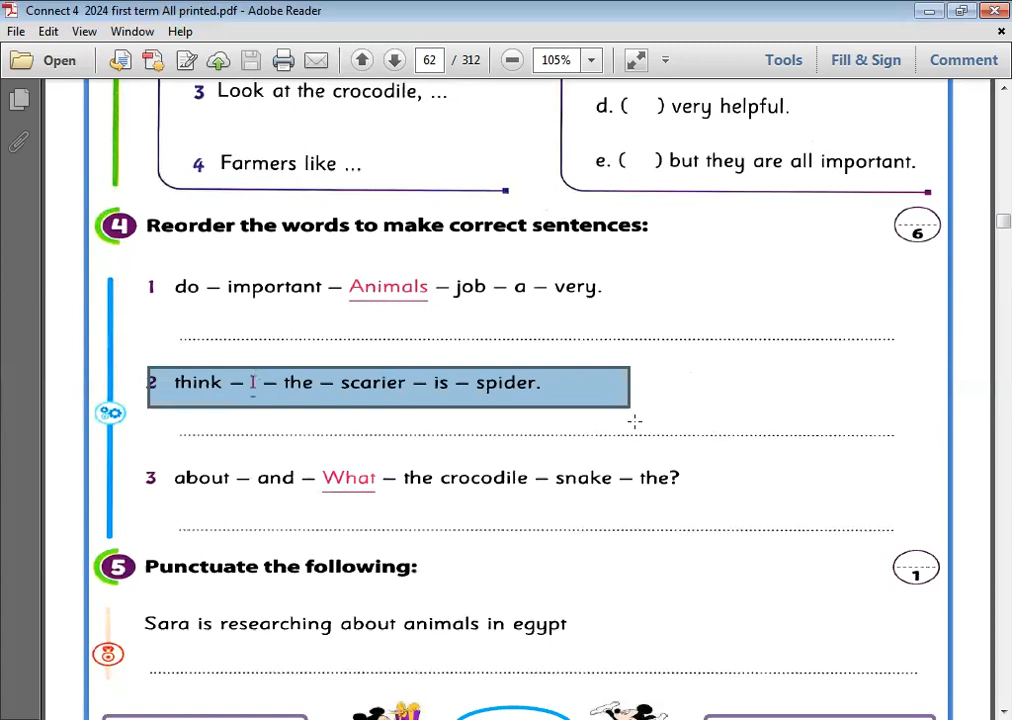 Connect 4 2024 first term All printed.pdf - Adobe Reader
File Edit View Window Help
Open 62 / 312 105% Tools Fill & Sign Comment
3 Look at the crocodile, ...
d. ( ) very helpful.
4 Farmers like ...
e. ( ) but they are all important.
4 Reorder the words to make correct sentences:
6
1 do – important – Animals – job – a – very.
2 think – I – the – scarier – is – spider.
3 about – and – What – the crocodile – snake – the?
5 Punctuate the following:
1
Sara is researching about animals in egypt